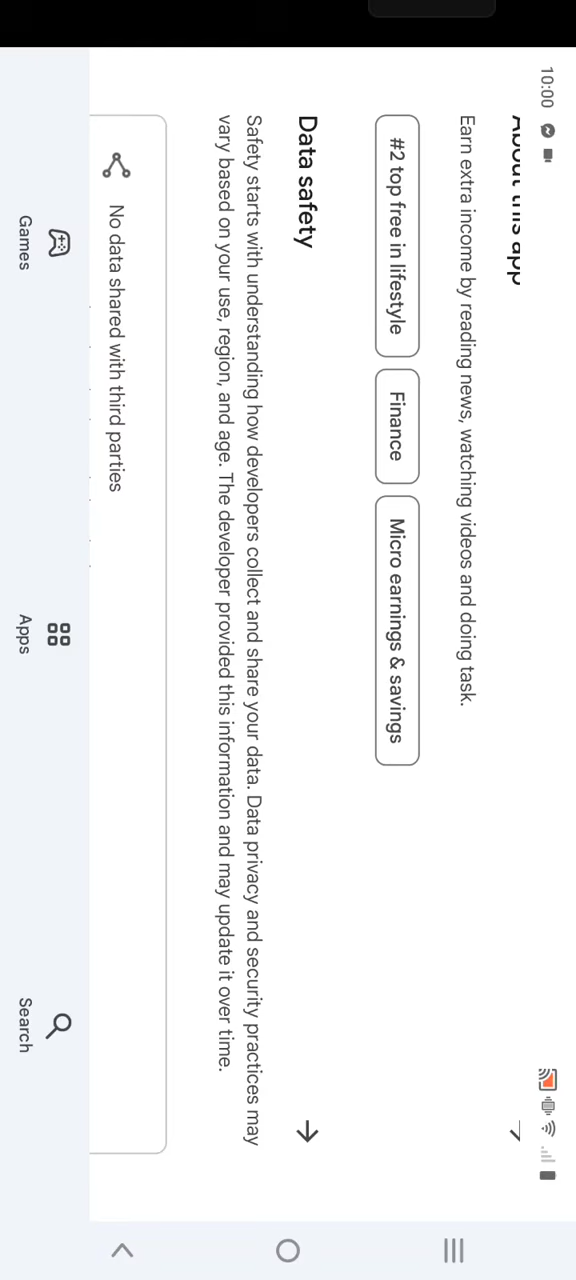 10:00
About this app
Earn extra income by reading news, watching videos and doing task.
#2 top free in lifestyle
Finance
Micro earnings & savings
Data safety
Safety starts with understanding how developers collect and share your data. Data privacy and security practices may
vary based on your use, region, and age. The developer provided this information and may update it over time.
No data shared with third parties
Games
Apps
Search